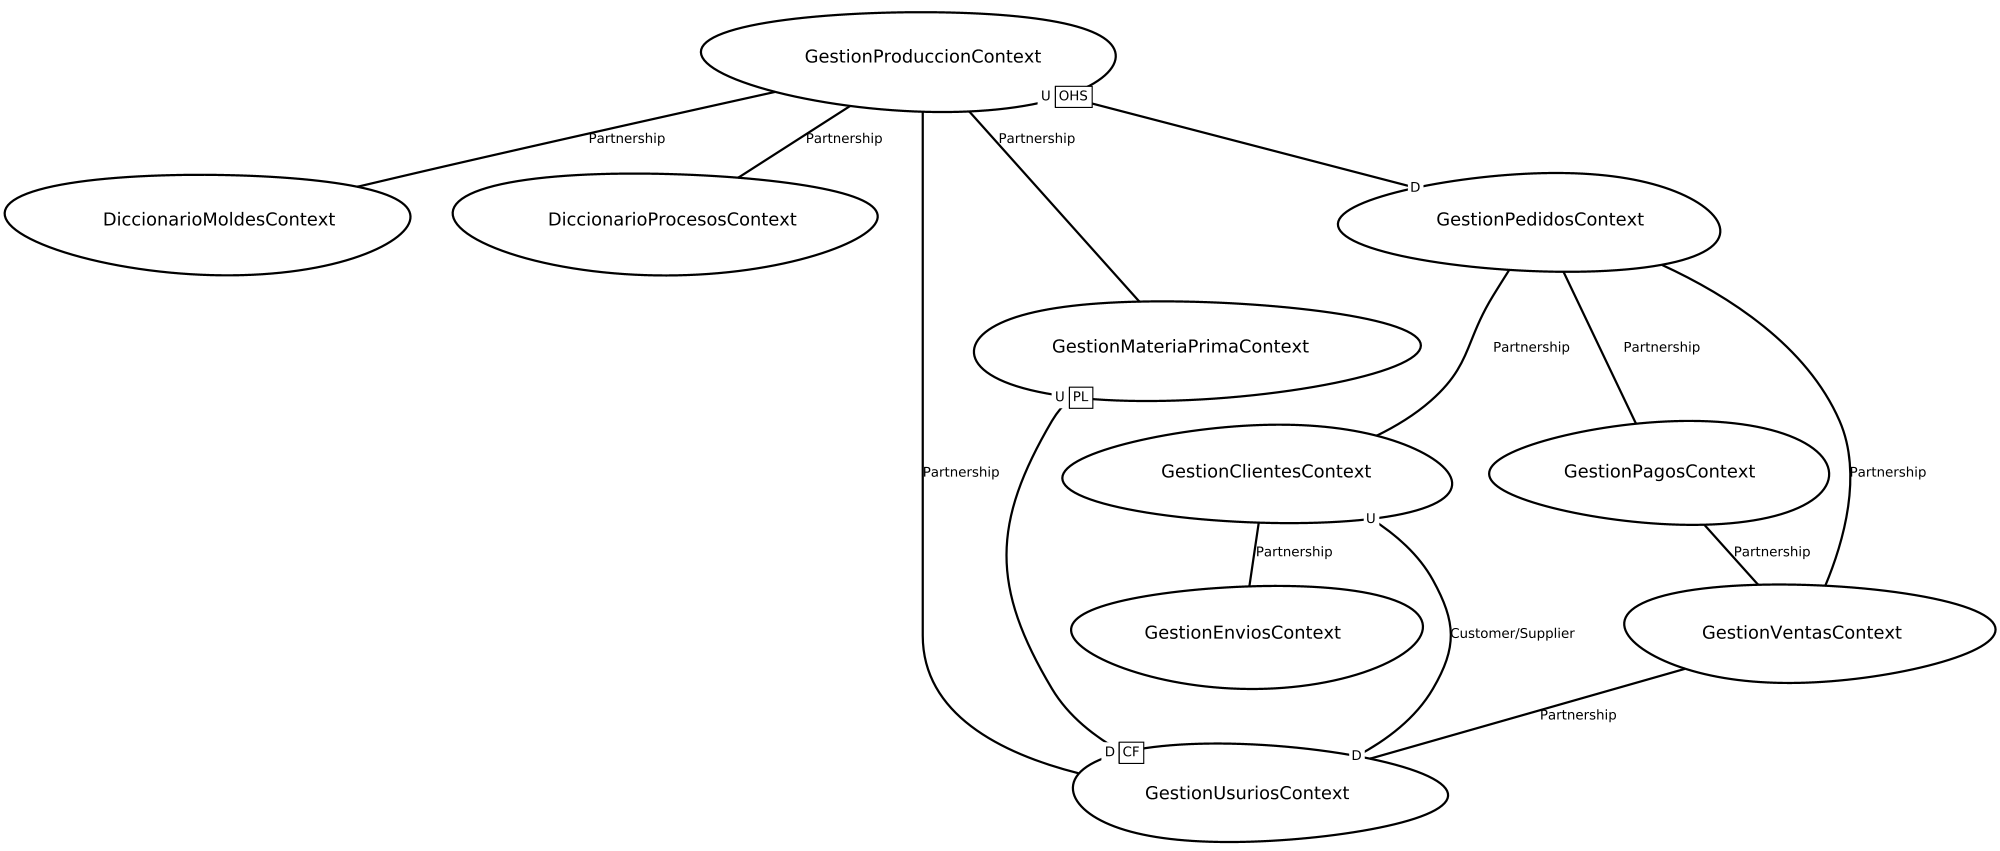 GestionProduccionContext
U OHS
Partnership
Partnership
Partnership
D
DiccionarioMoldesContext
DiccionarioProcesosContext
GestionPedidosContext
GestionMateriaPrimaContext
Partnership
Partnership
U PL
GestionClientesContext
GestionPagosContext
Partnership
Partnership
U
Partnership
Partnership
GestionEnviosContext
Customer/Supplier
GestionVentasContext
Partnership
D CF
D
GestionUsuriosContext